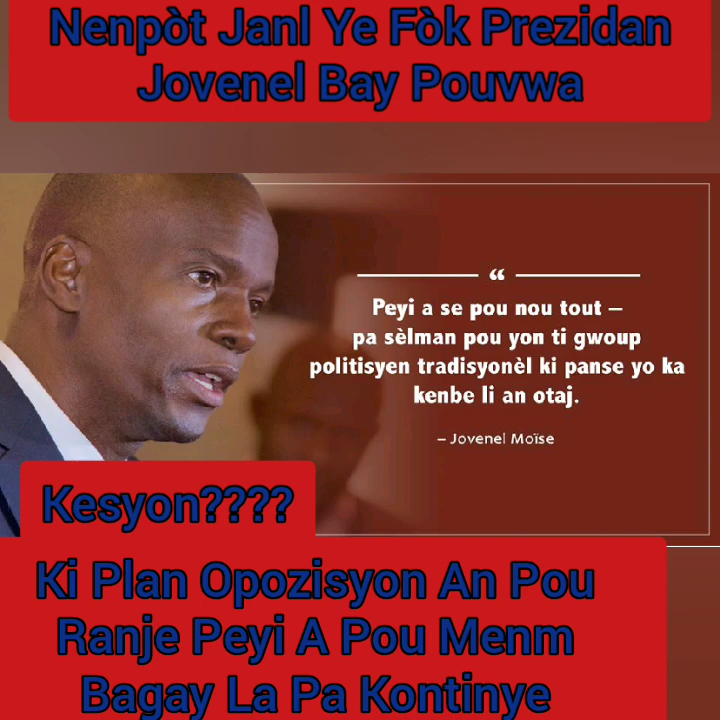 Nenpòt Janl Ye Fòk Prezidan
Jovenel Bay Pouvwa
“
Peyi a se pou nou tout –
pa sèlman pou yon ti gwoup
politisyen tradisyonèl ki panse yo ka
kenbe li an otaj.
– Jovenel Moïse
Kesyon????
Ki Plan Opozisyon An Pou
Ranje Peyi A Pou Menm
Bagay La Pa Kontinye